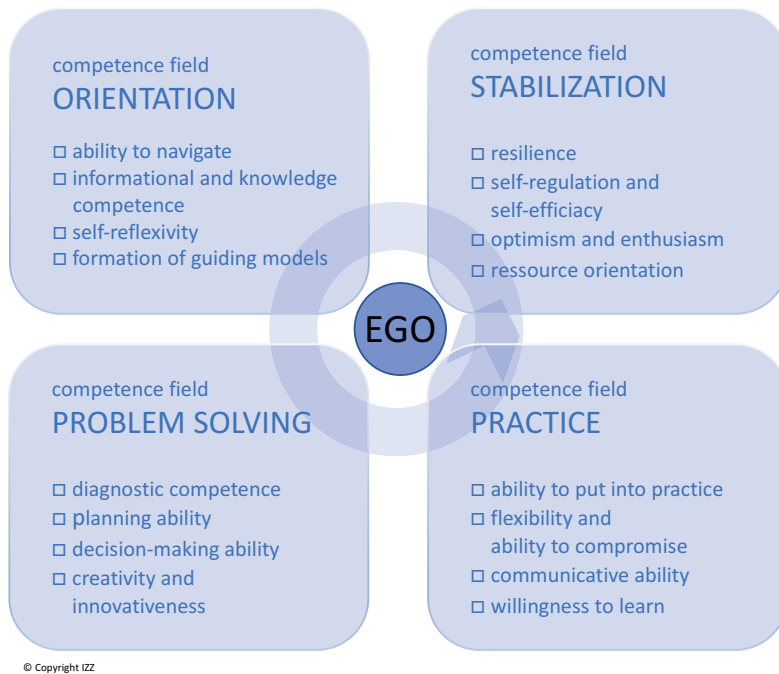 competence field
ORIENTATION
□ ability to navigate
□ informational and knowledge
competence
□ self-reflexivity
□ formation of guiding models
competence field
STABILIZATION
□ resilience
□ self-regulation and
self-efficiacy
□ optimism and enthusiasm
□ ressource orientation
EGO
competence field
PROBLEM SOLVING
□ diagnostic competence
□ planning ability
□ decision-making ability
□ creativity and
innovativeness
competence field
PRACTICE
□ ability to put into practice
□ flexibility and
ability to compromise
□ communicative ability
□ willingness to learn
© Copyright IZZ